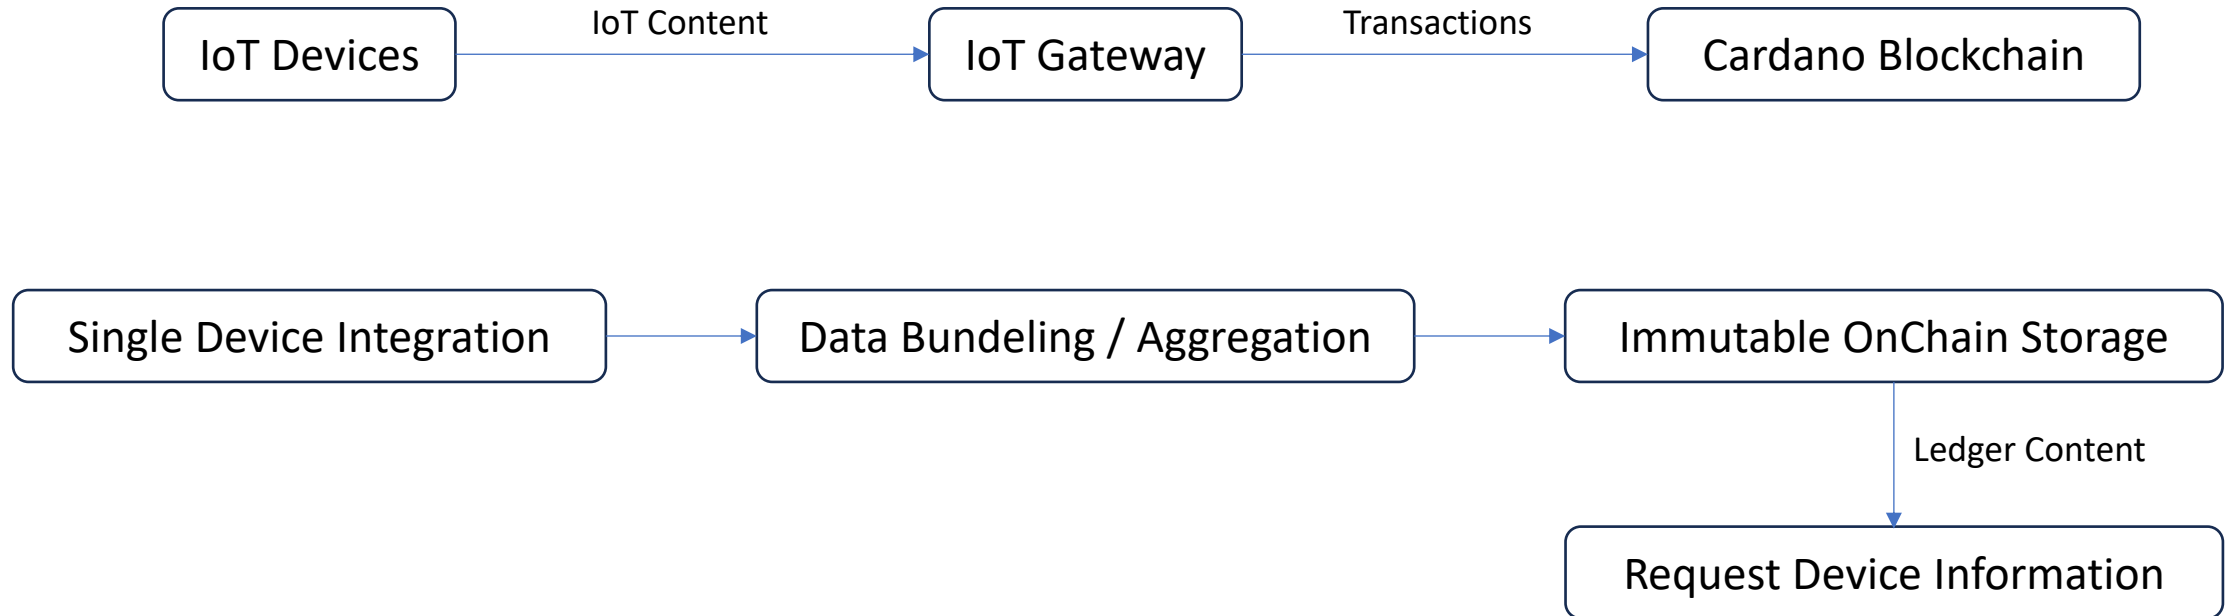 IoT Devices
IoT Content
IoT Gateway
Transactions
Cardano Blockchain
Single Device Integration
Data Bundeling / Aggregation
Immutable OnChain Storage
Ledger Content
Request Device Information